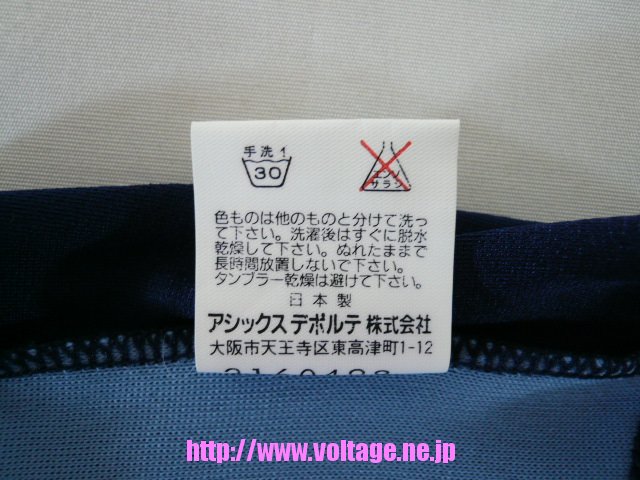 手洗イ
30
エンソ
サラシ
色ものは他のものと分けて洗っ
て下さい。洗濯後はすぐに脱水
乾燥して下さい。ぬれたままで
長時間放置しないで下さい。
タンブラー乾燥は避けて下さい。
日本製
アシックスデポルテ株式会社
大阪市天王寺区東高津町1-12
http://www.voltage.ne.jp